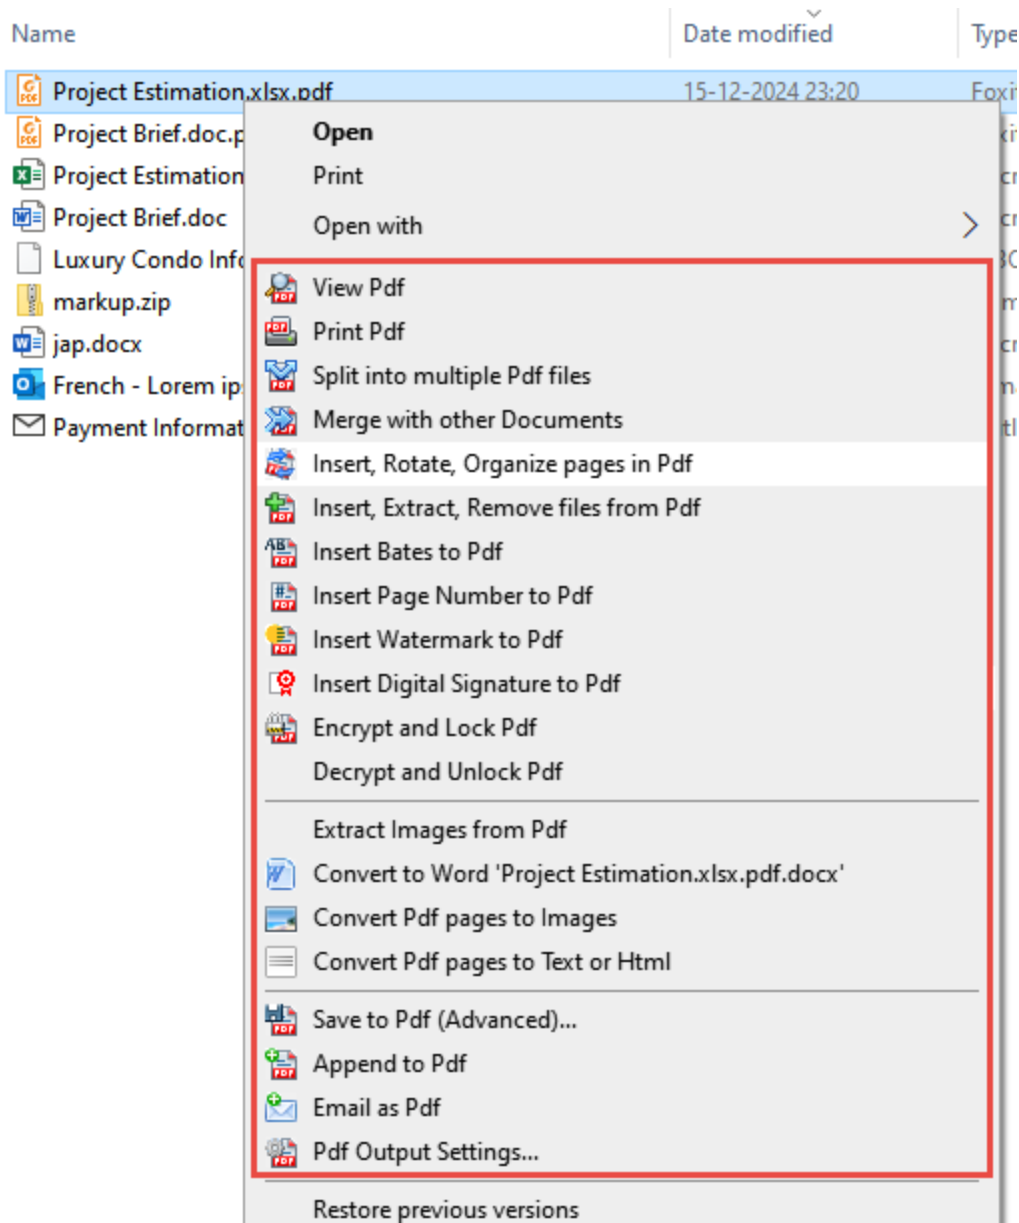 Name Date modified Type
Project Estimation.xlsx.pdf 15-12-2024 23:20
Project Brief.doc
Project Estimation
Project Brief.doc
Luxury Condo
markup.zip
jap.docx
French - Lorem
Payment
Open
Print
Open with
View Pdf
Print Pdf
Split into multiple Pdf files
Merge with other Documents
Insert, Rotate, Organize pages in Pdf
Insert, Extract, Remove files from Pdf
Insert Bates to Pdf
Insert Page Number to Pdf
Insert Watermark to Pdf
Insert Digital Signature to Pdf
Encrypt and Lock Pdf
Decrypt and Unlock Pdf
Extract Images from Pdf
Convert to Word 'Project Estimation.xlsx.pdf.docx'
Convert Pdf pages to Images
Convert Pdf pages to Text or Html
Save to Pdf (Advanced)...
Append to Pdf
Email as Pdf
Pdf Output Settings...
Restore previous versions